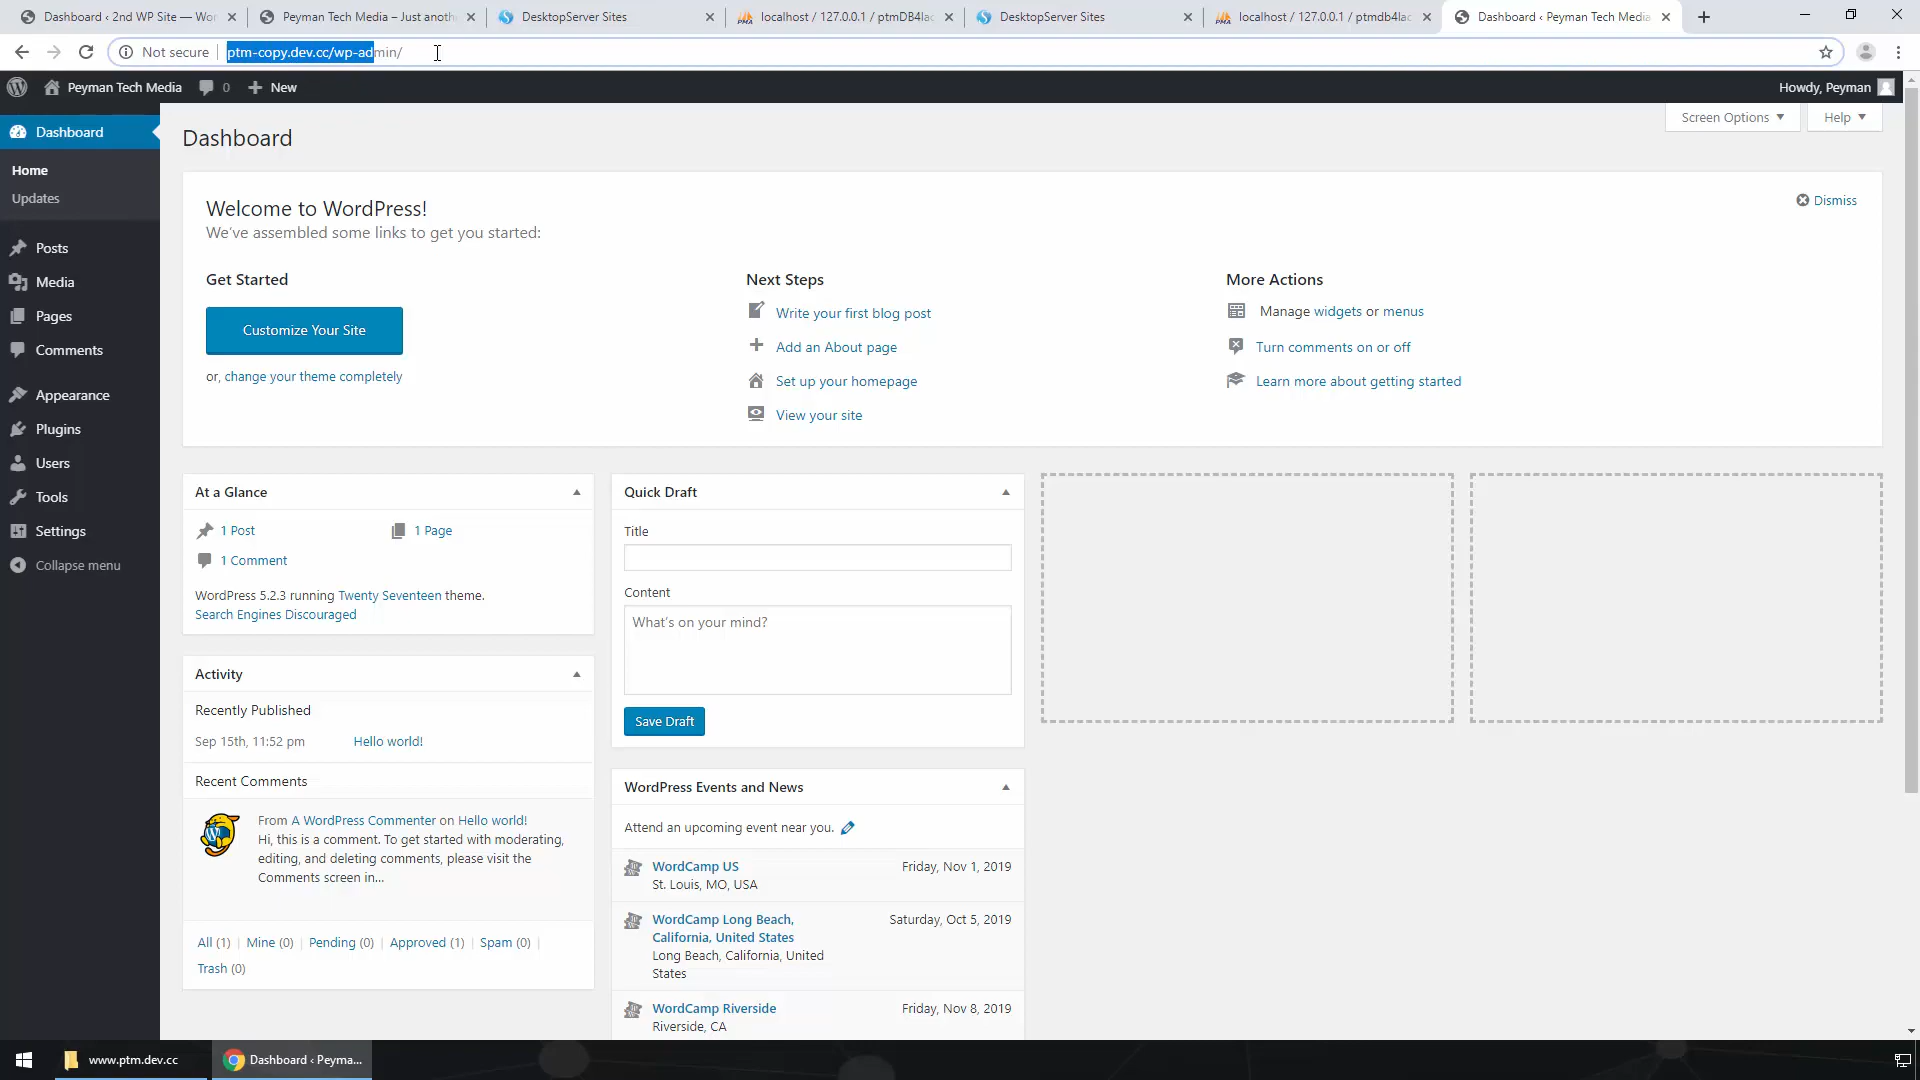 Dashboard ‹ 2nd WP Site — Wor
Peyman Tech Media – Just anoth
DesktopServer Sites
localhost / 127.0.0.1 / ptmDB4lac
DesktopServer Sites
localhost / 127.0.0.1 / ptmdb4lac
Dashboard ‹ Peyman Tech Media
Not secure
ptm-copy.dev.cc/wp-admin/
Peyman Tech Media
0
New
Howdy, Peyman
Dashboard
Home
Updates
Posts
Media
Pages
Comments
Appearance
Plugins
Users
Tools
Settings
Collapse menu
Screen Options
Help
Dashboard
Welcome to WordPress!
We've assembled some links to get you started:
Dismiss
Get Started
Customize Your Site
or, change your theme completely
Next Steps
Write your first blog post
Add an About page
Set up your homepage
View your site
More Actions
Manage widgets or menus
Turn comments on or off
Learn more about getting started
At a Glance
1 Post
1 Page
1 Comment
WordPress 5.2.3 running Twenty Seventeen theme.
Search Engines Discouraged
Activity
Recently Published
Sep 15th, 11:52 pm Hello world!
Recent Comments
From A WordPress Commenter on Hello world!
Hi, this is a comment. To get started with moderating,
editing, and deleting comments, please visit the
Comments screen in...
All (1) | Mine (0) | Pending (0) | Approved (1) | Spam (0) |
Trash (0)
Quick Draft
Title
Content
What's on your mind?
Save Draft
WordPress Events and News
Attend an upcoming event near you.
WordCamp US Friday, Nov 1, 2019
St. Louis, MO, USA
WordCamp Long Beach, Saturday, Oct 5, 2019
California, United States
Long Beach, California, United
States
WordCamp Riverside Friday, Nov 8, 2019
Riverside, CA
www.ptm.dev.cc
Dashboard ‹ Peyma...